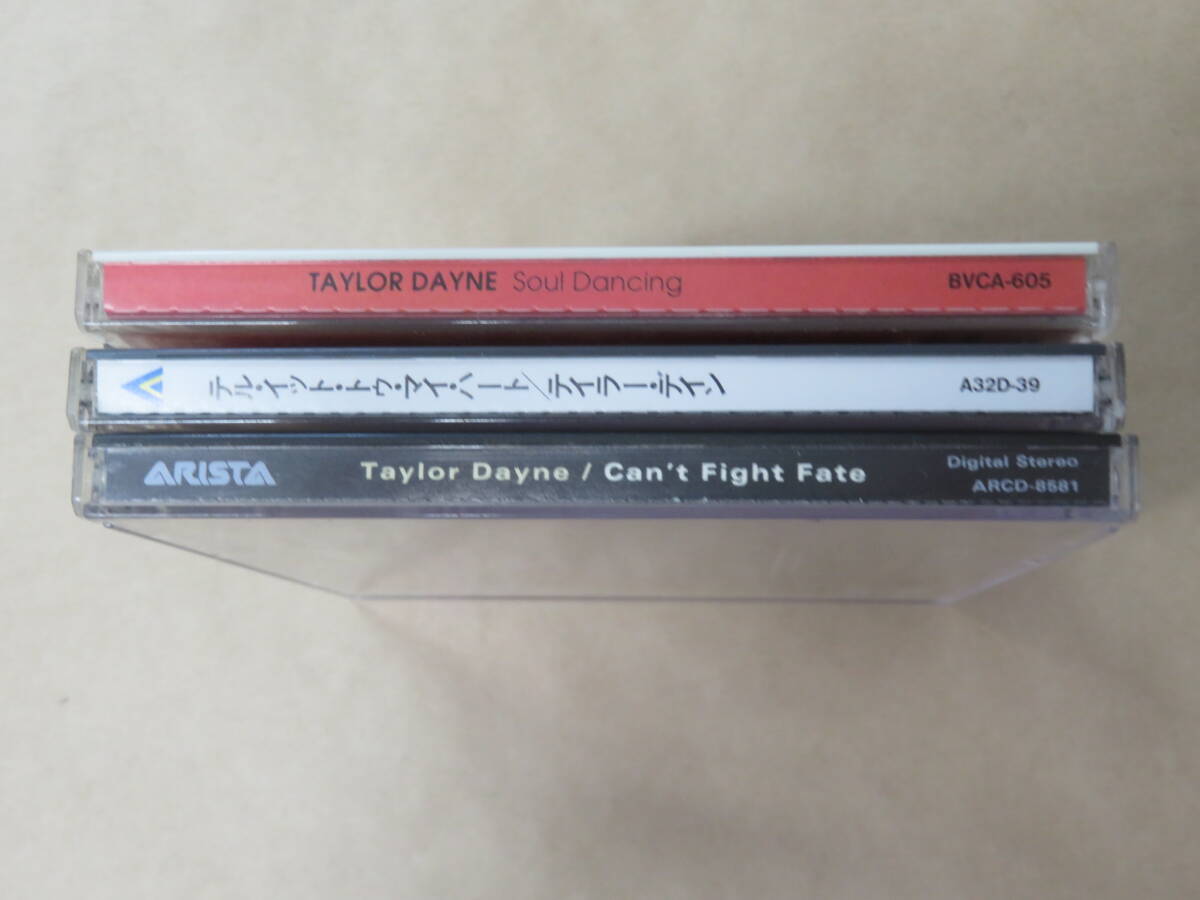 TAYLOR DAYNE Soul Dancing BVCA-605
テル・イット・トゥ・マイ・ハート/テイラー・デイン A32D-39
ARISTA Taylor Dayne / Can't Fight Fate Digital Stereo
ARCD-8581